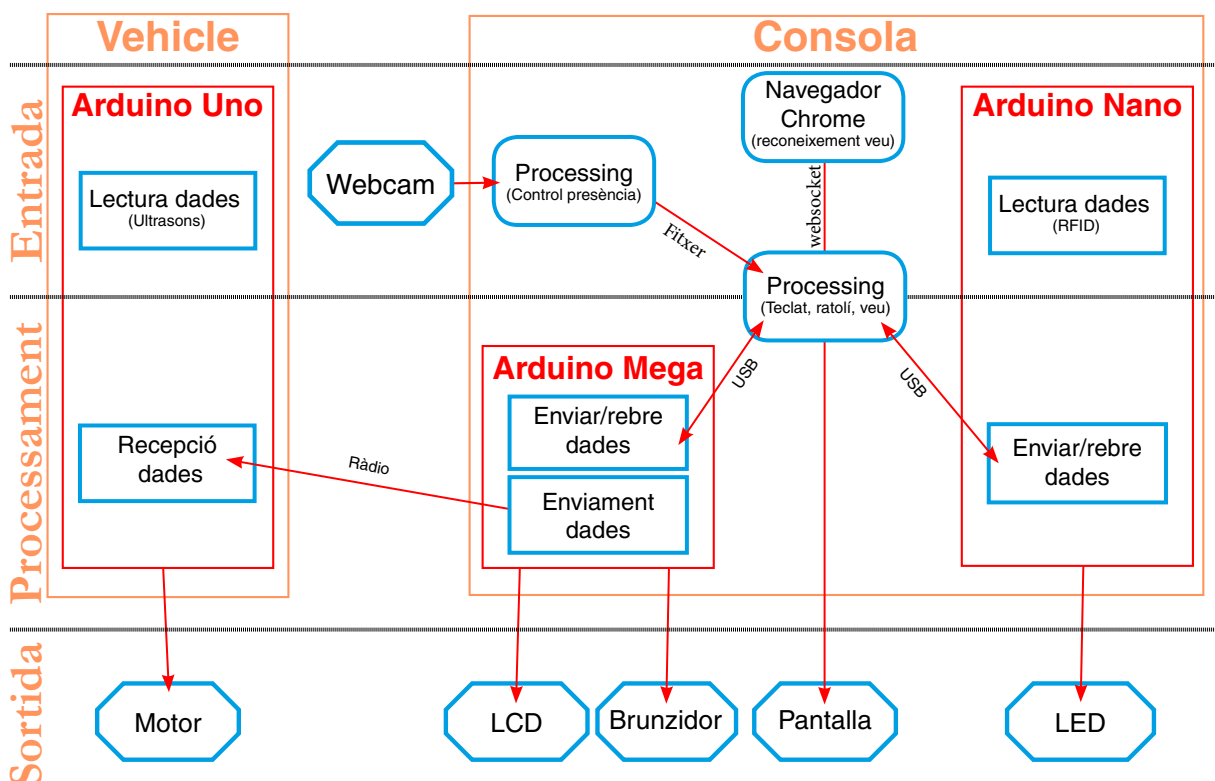 Vehicle
Consola
Entrada
Arduino Uno
Lectura dades
(Ultrasons)
Webcam
Processing
(Control presència)
Fitxer
Navegador
Chrome
(reconeixement veu)
websocket
Arduino Nano
Lectura dades
(RFID)
Processing
(Teclat, ratolí, veu)
Processament
Recepció
dades
Ràdio
Arduino Mega
Enviar/rebre
dades
Enviament
dades
USB
USB
Enviar/rebre
dades
Sortida
Motor
LCD
Brunzidor
Pantalla
LED